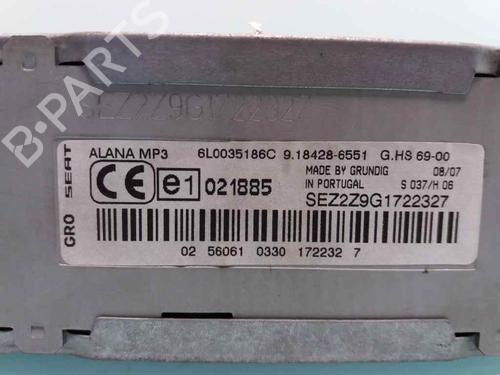 B-PARTS
SEZ2Z9G1722327
GRO SEAT
ALANA MP3 6L0035186C 9.18428-6551 G.HS 69-00
CE e1 021885
MADE BY GRUNDIG 08/07
IN PORTUGAL S 037/H 06
SEZ2Z9G1722327
02 56061 0330 172232 7